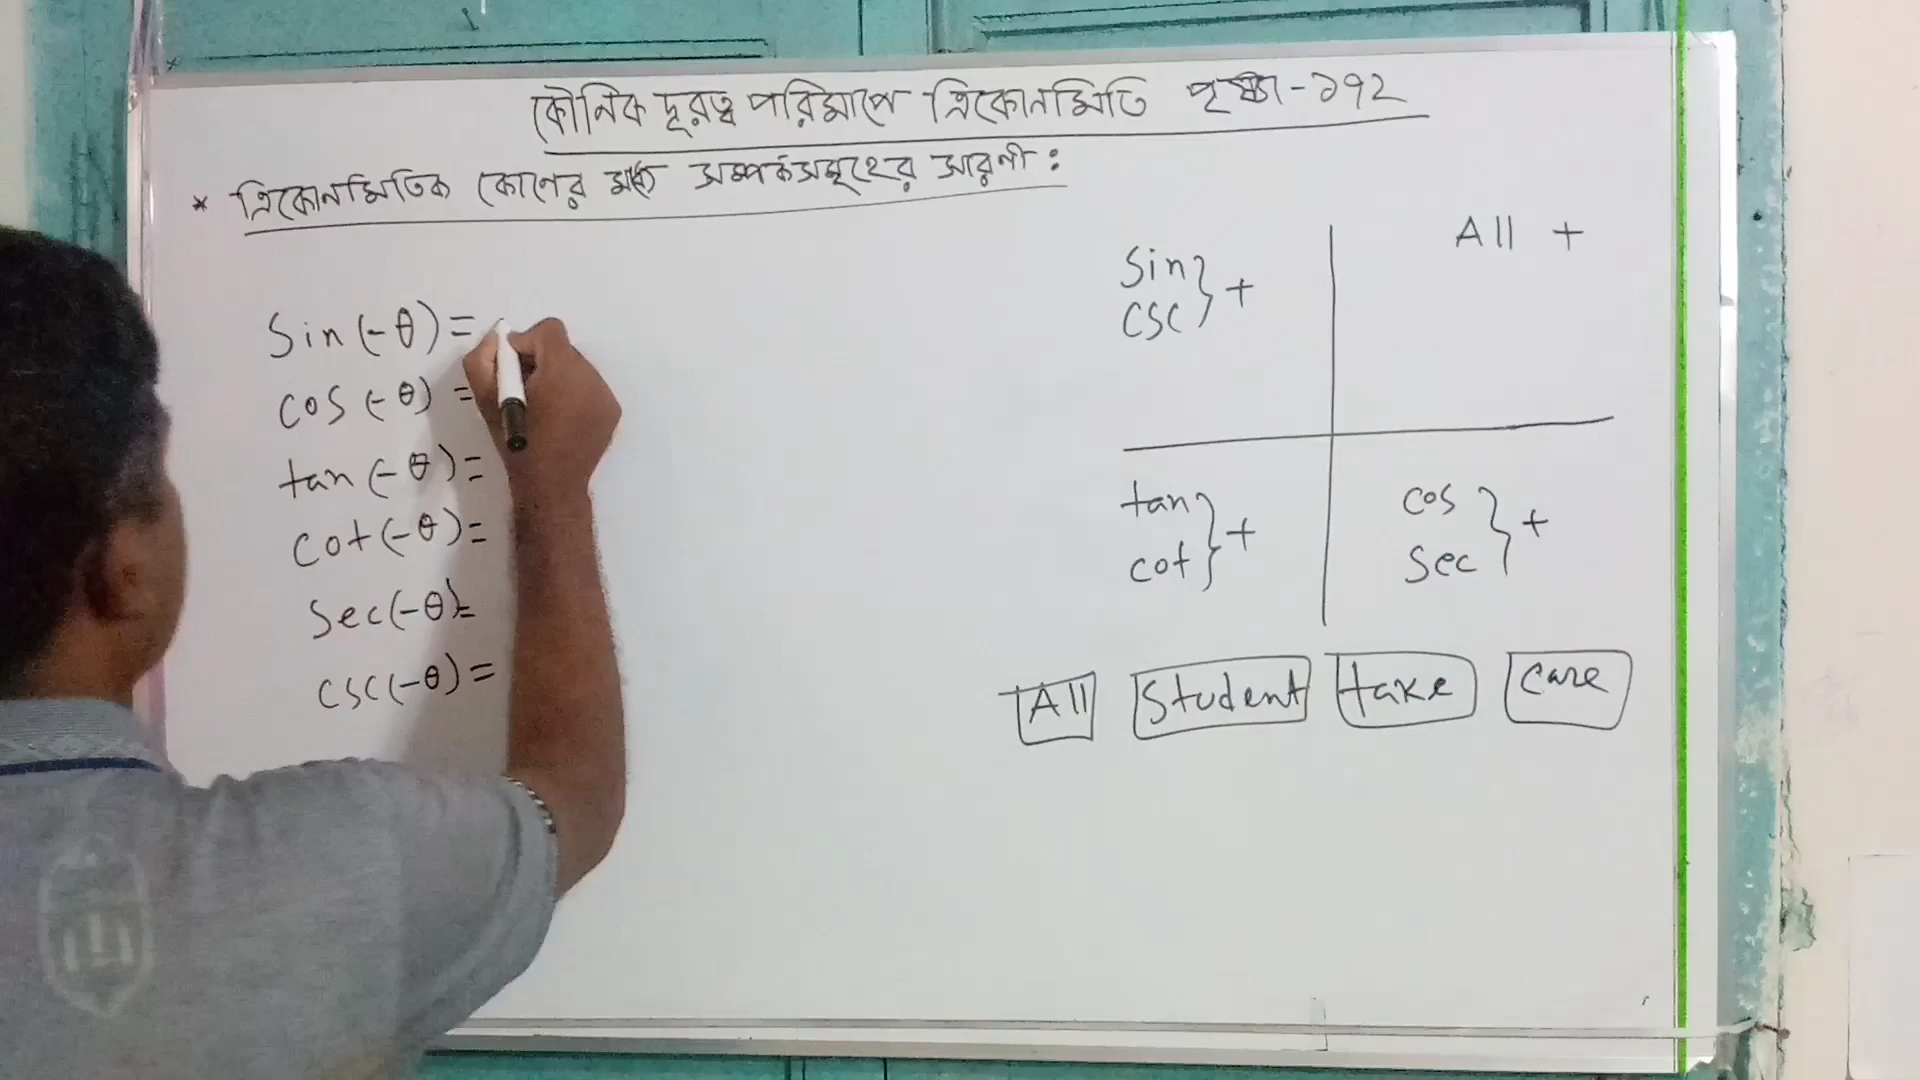 কৌনিক দূরত্ব পরিমাপে ত্রিকোনমিতি পৃষ্ঠা-১৭২
* ত্রিকোনমিতিক কোণের মধ্যে সম্পর্কসমূহের সারণী :
Sin(-θ)=
cos(-θ) =
tan(-θ)=
cot(-θ)=
Sec(-θ)=
csc(-θ)=
Sin
csc } +
All +
tan
cot } +
cos
Sec } +
All Student take care